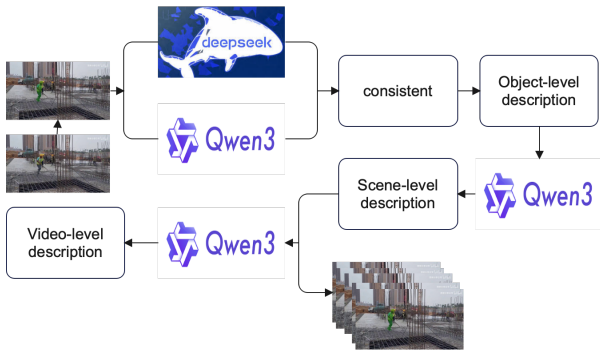 deepseek
Qwen3
consistent
Object-level
description
Qwen3
Scene-level
description
Qwen3
Video-level
description